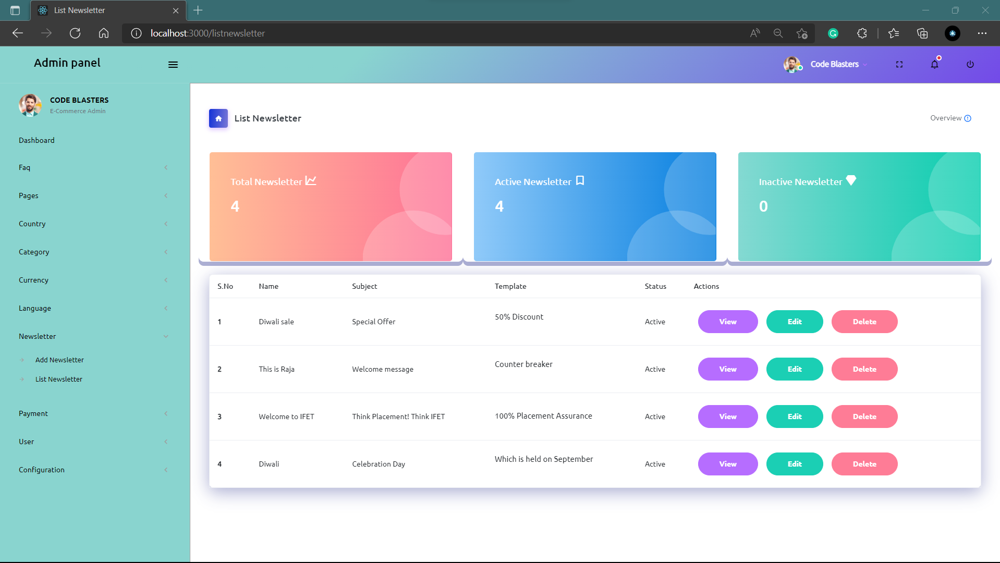 List Newsletter
localhost:3000/listnewsletter
Admin panel
Code Blasters
CODE BLASTERS
E-Commerce Admin
Dashboard
Faq
Pages
Country
Category
Currency
Language
Newsletter
Add Newsletter
List Newsletter
Payment
User
Configuration
List Newsletter
Overview
Total Newsletter
4
Active Newsletter
4
Inactive Newsletter
0
S.No Name Subject Template Status Actions
1 Diwali sale Special Offer 50% Discount Active View Edit Delete
2 This is Raja Welcome message Counter breaker Active View Edit Delete
3 Welcome to IFET Think Placement! Think IFET 100% Placement Assurance Active View Edit Delete
4 Diwali Celebration Day Which is held on September Active View Edit Delete